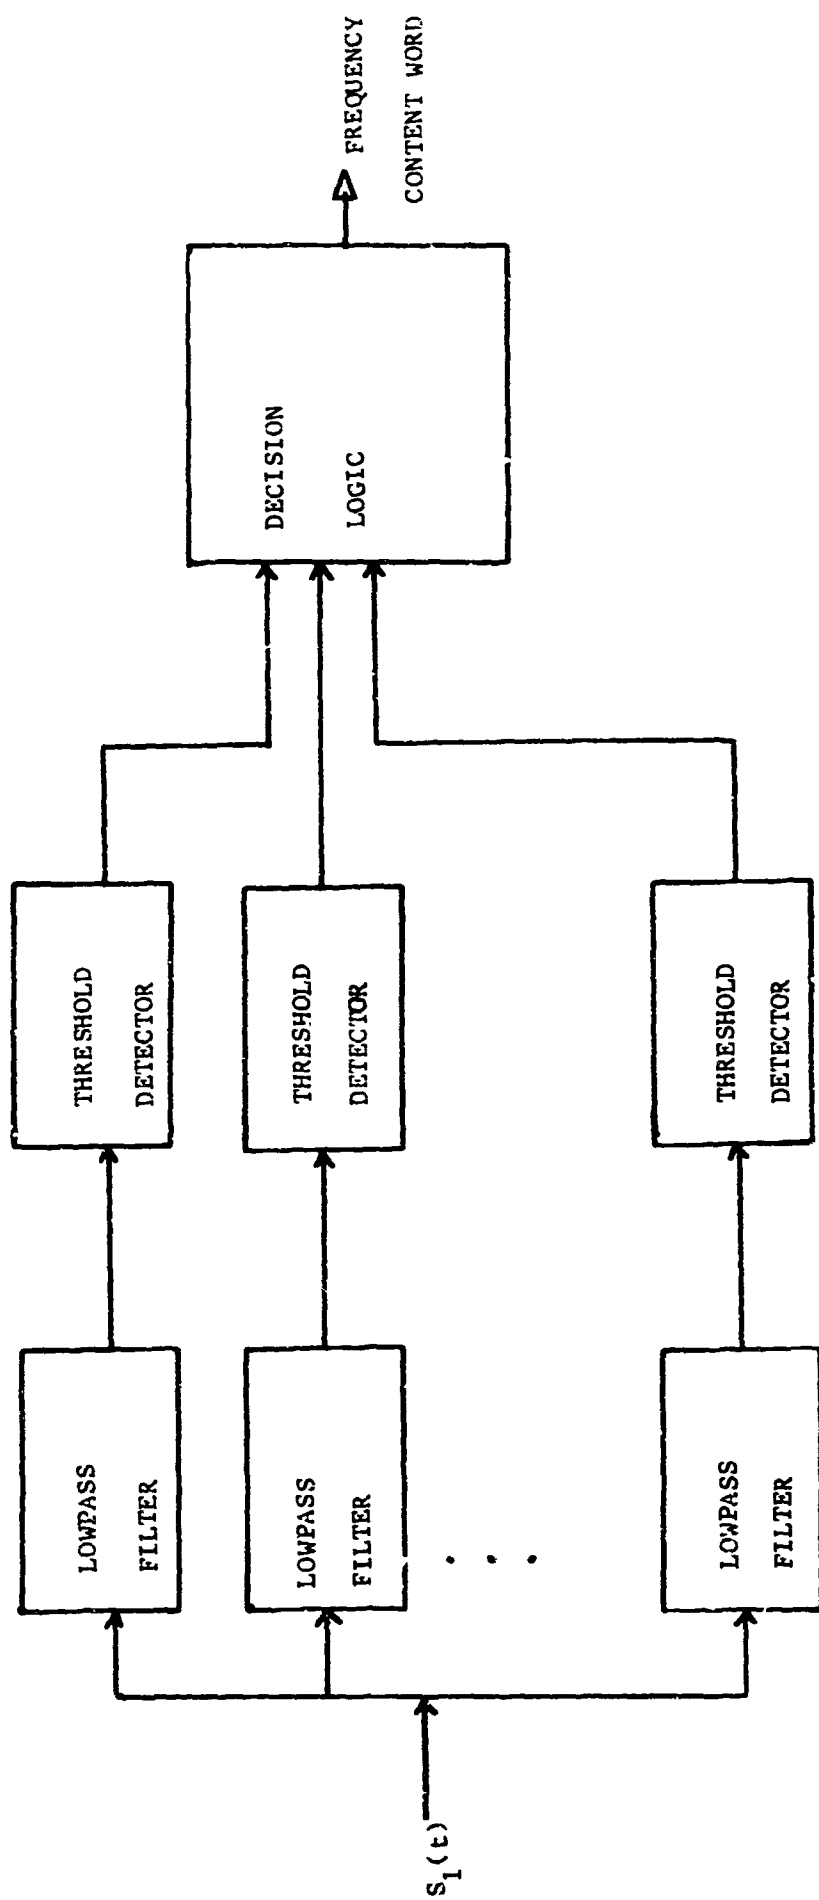 S1(t)
LOWPASS
FILTER
LOWPASS
FILTER
. . .
LOWPASS
FILTER
THRESHOLD
DETECTOR
THRESHOLD
DETECTOR
THRESHOLD
DETECTOR
DECISION
LOGIC
FREQUENCY
CONTENT WORD